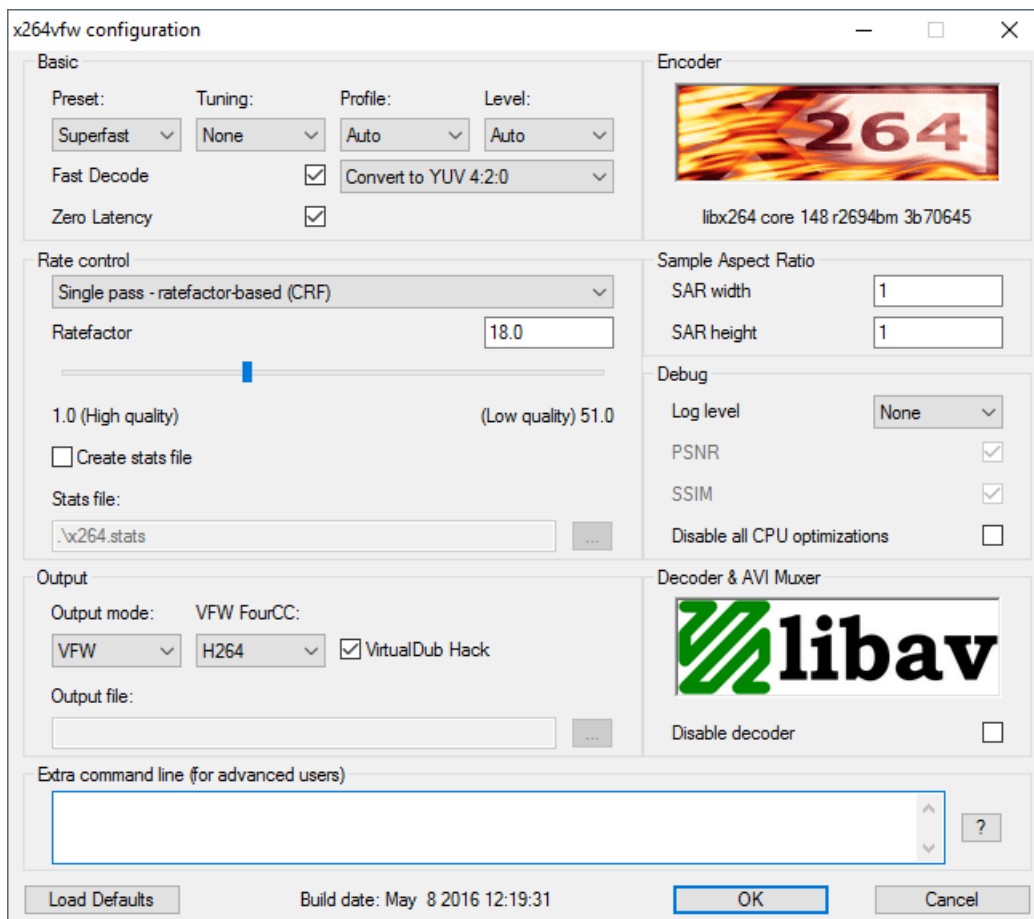 x264vfw configuration
Basic
Preset: Tuning: Profile: Level:
Superfast None Auto Auto
Fast Decode Convert to YUV 4:2:0
Zero Latency
Encoder
264
libx264 core 148 r2694bm 3b70645
Rate control
Single pass - ratefactor-based (CRF)
Ratefactor 18.0
1.0 (High quality) (Low quality) 51.0
Create stats file
Stats file:
.\x264.stats ...
Sample Aspect Ratio
SAR width 1
SAR height 1
Debug
Log level None
PSNR
SSIM
Disable all CPU optimizations
Output
Output mode: VFW FourCC:
VFW H264 VirtualDub Hack
Output file:
...
Decoder & AVI Muxer
libav
Disable decoder
Extra command line (for advanced users)
?
Load Defaults Build date: May 8 2016 12:19:31 OK Cancel